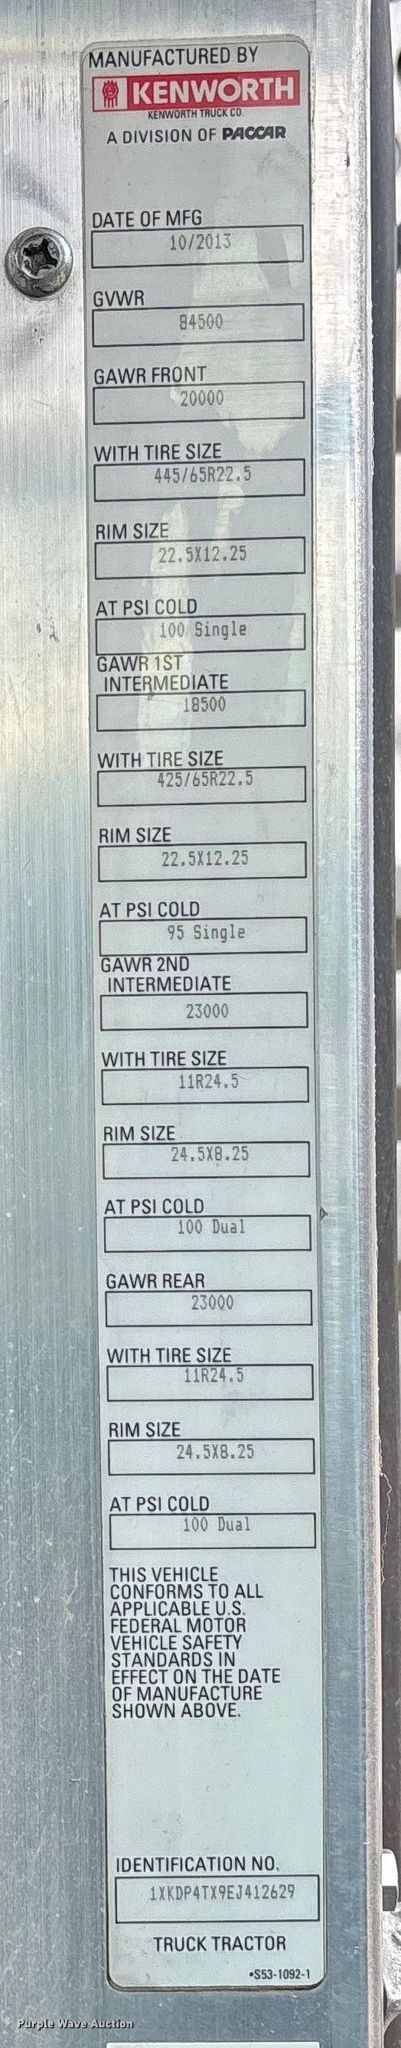 MANUFACTURED BY
KENWORTH
KENWORTH TRUCK CO.
A DIVISION OF PACCAR
DATE OF MFG
10/2013
GVWR
84500
GAWR FRONT
20000
WITH TIRE SIZE
445/65R22.5
RIM SIZE
22.5X12.25
AT PSI COLD
100 Single
GAWR 1ST
INTERMEDIATE
18500
WITH TIRE SIZE
425/65R22.5
RIM SIZE
22.5X12.25
AT PSI COLD
95 Single
GAWR 2ND
INTERMEDIATE
23000
WITH TIRE SIZE
11R24.5
RIM SIZE
24.5X8.25
AT PSI COLD
100 Dual
GAWR REAR
23000
WITH TIRE SIZE
11R24.5
RIM SIZE
24.5X8.25
AT PSI COLD
100 Dual
THIS VEHICLE
CONFORMS TO ALL
APPLICABLE U.S.
FEDERAL MOTOR
VEHICLE SAFETY
STANDARDS IN
EFFECT ON THE DATE
OF MANUFACTURE
SHOWN ABOVE.
IDENTIFICATION NO.
1XKDP4TX9EJ412629
TRUCK TRACTOR
•S53-1092-1
Purple Wave Auction